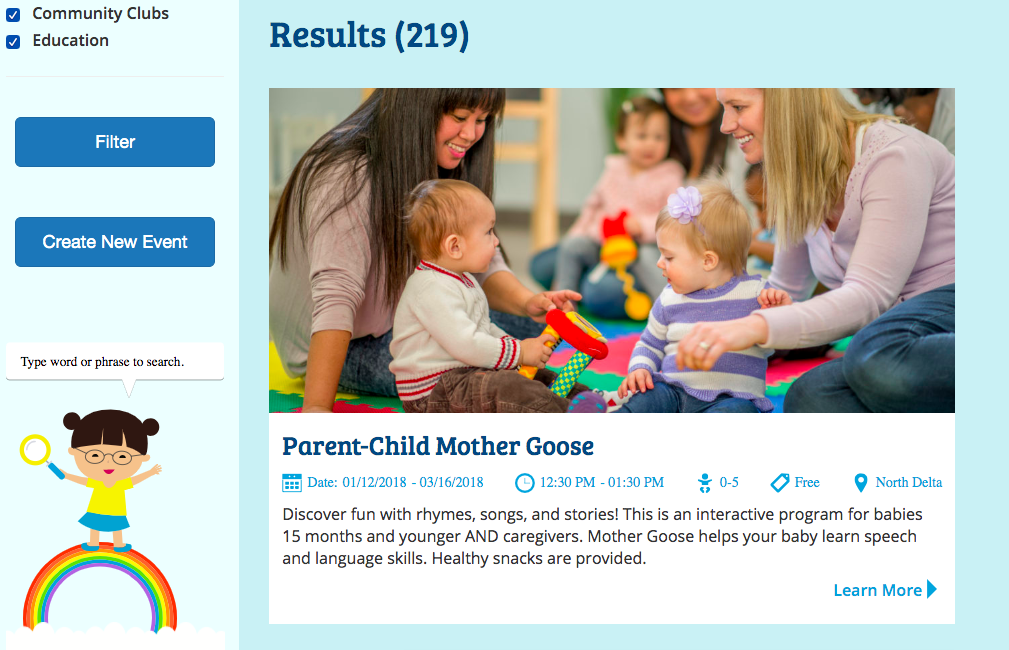 Community Clubs
Education
Filter
Create New Event
Type word or phrase to search.
Results (219)
Parent-Child Mother Goose
Date: 01/12/2018 - 03/16/2018 12:30 PM - 01:30 PM 0-5 Free North Delta
Discover fun with rhymes, songs, and stories! This is an interactive program for babies
15 months and younger AND caregivers. Mother Goose helps your baby learn speech
and language skills. Healthy snacks are provided.
Learn More